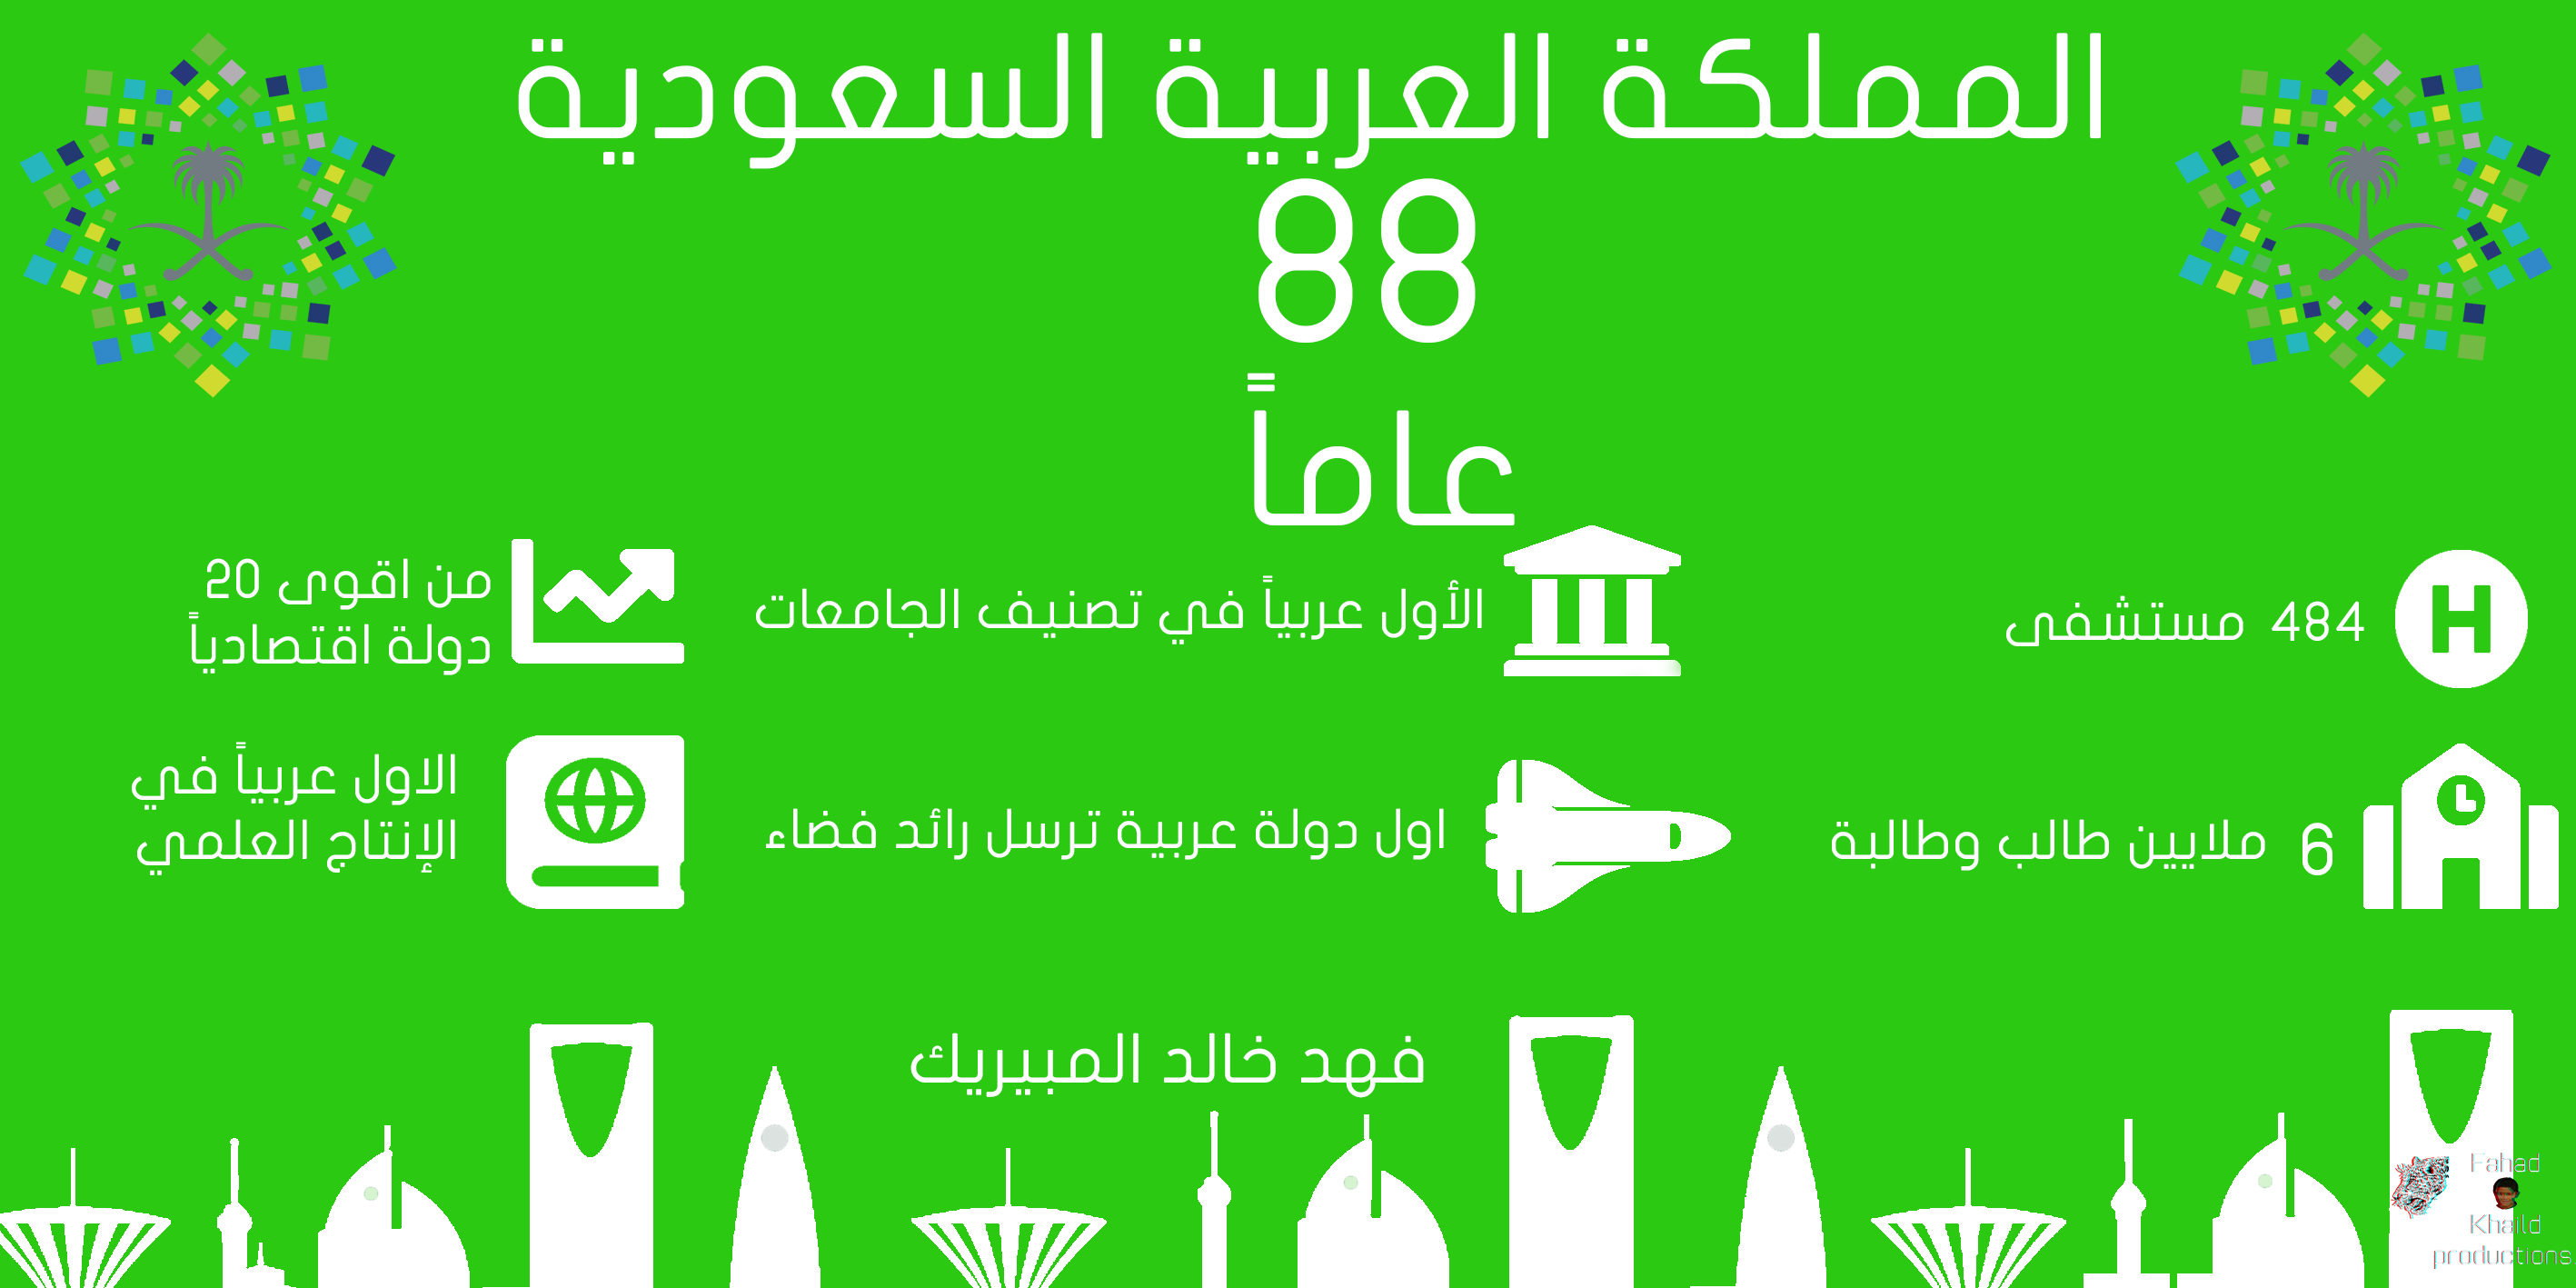 المملكة العربية السعودية
88
عاماً
484 مستشفى
الأول عربياً في تصنيف الجامعات
من اقوى 20
دولة اقتصادياً
6 ملايين طالب وطالبة
اول دولة عربية ترسل رائد فضاء
الاول عربياً في
الإنتاج العلمي
فهد خالد المبيريك
Fahad
Khaild
productions